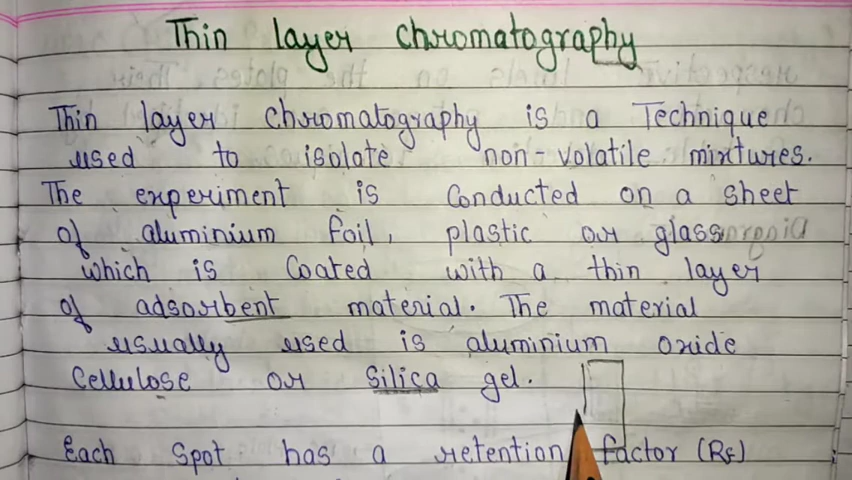 Thin layer chromatography
Thin layer chromatography is a Technique
used to isolate non-volatile mixtures.
The experiment is Conducted on a sheet
of aluminium foil, plastic or glass
which is Coated with a thin layer
of adsorbent material. The material
usually used is aluminium oxide
Cellulose or Silica gel.
Each spot has a retention factor (Rf)